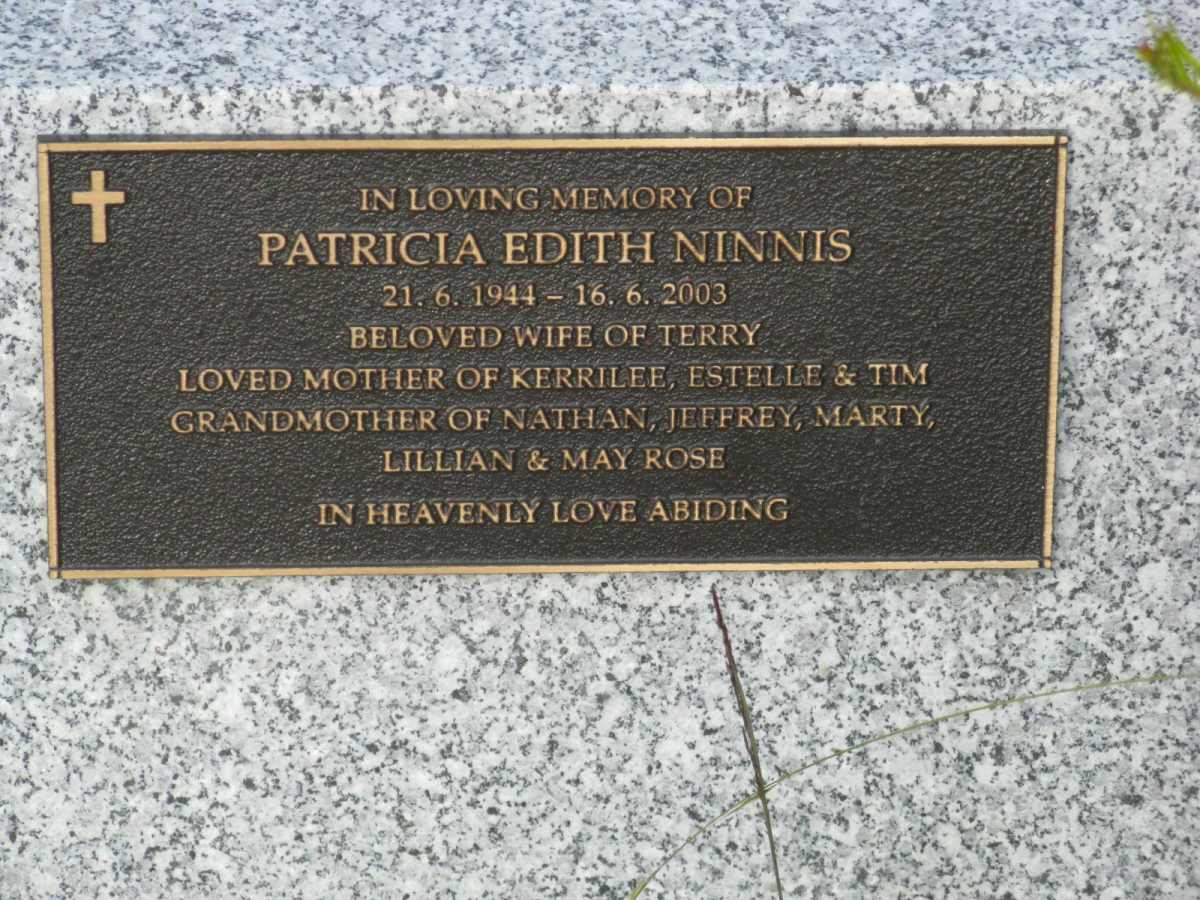 IN LOVING MEMORY OF
PATRICIA EDITH NINNIS
21. 6. 1944 – 16. 6. 2003
BELOVED WIFE OF TERRY
LOVED MOTHER OF KERRILEE, ESTELLE & TIM
GRANDMOTHER OF NATHAN, JEFFREY, MARTY,
LILLIAN & MAY ROSE
IN HEAVENLY LOVE ABIDING